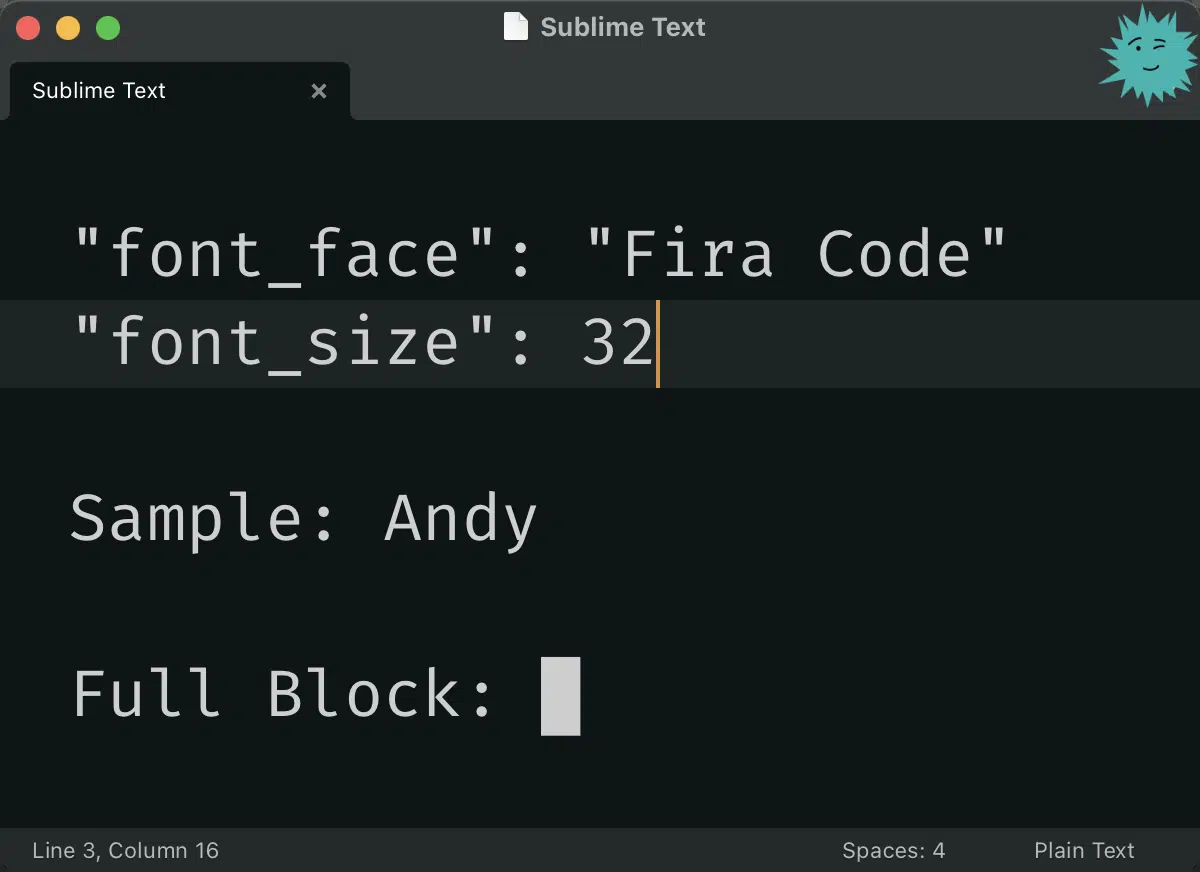 Sublime Text
Sublime Text ×
"font_face": "Fira Code"
"font_size": 32
Sample: Andy
Full Block: █
Line 3, Column 16
Spaces: 4
Plain Text